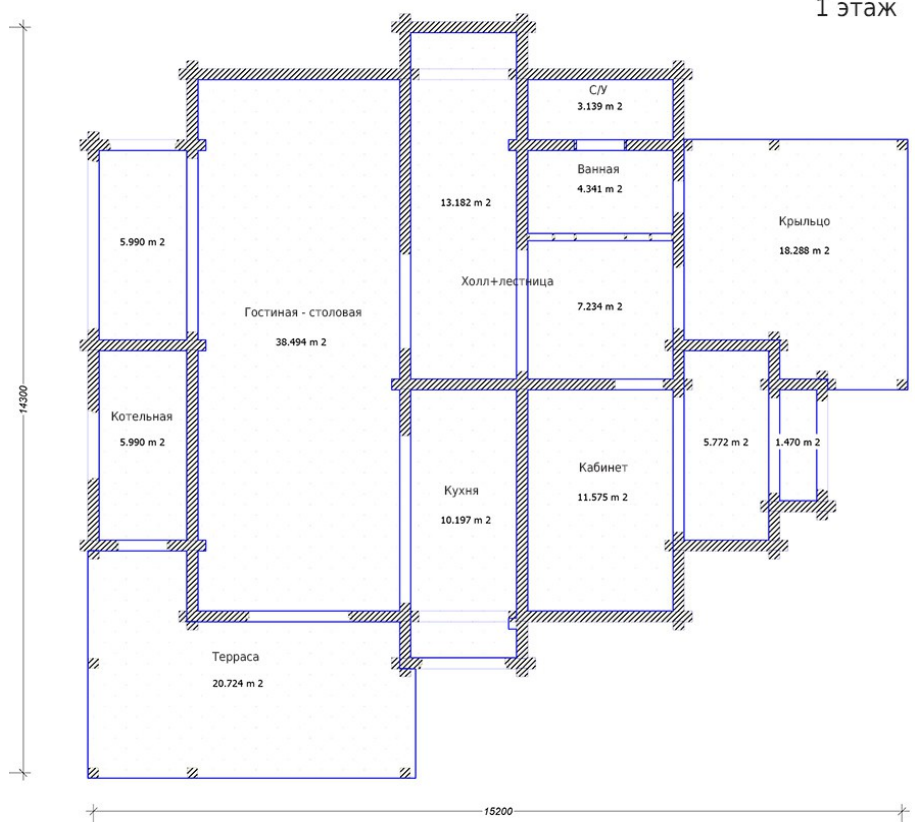 1 этаж
С/У
3.139 m 2
Ванная
4.341 m 2
13.182 m 2
5.990 m 2
Крыльцо
18.288 m 2
Холл+лестница
7.234 m 2
Гостиная - столовая
38.494 m 2
14300
Котельная
5.990 m 2
5.772 m 2
1.470 m 2
Кабинет
11.575 m 2
Кухня
10.197 m 2
Терраса
20.724 m 2
15200